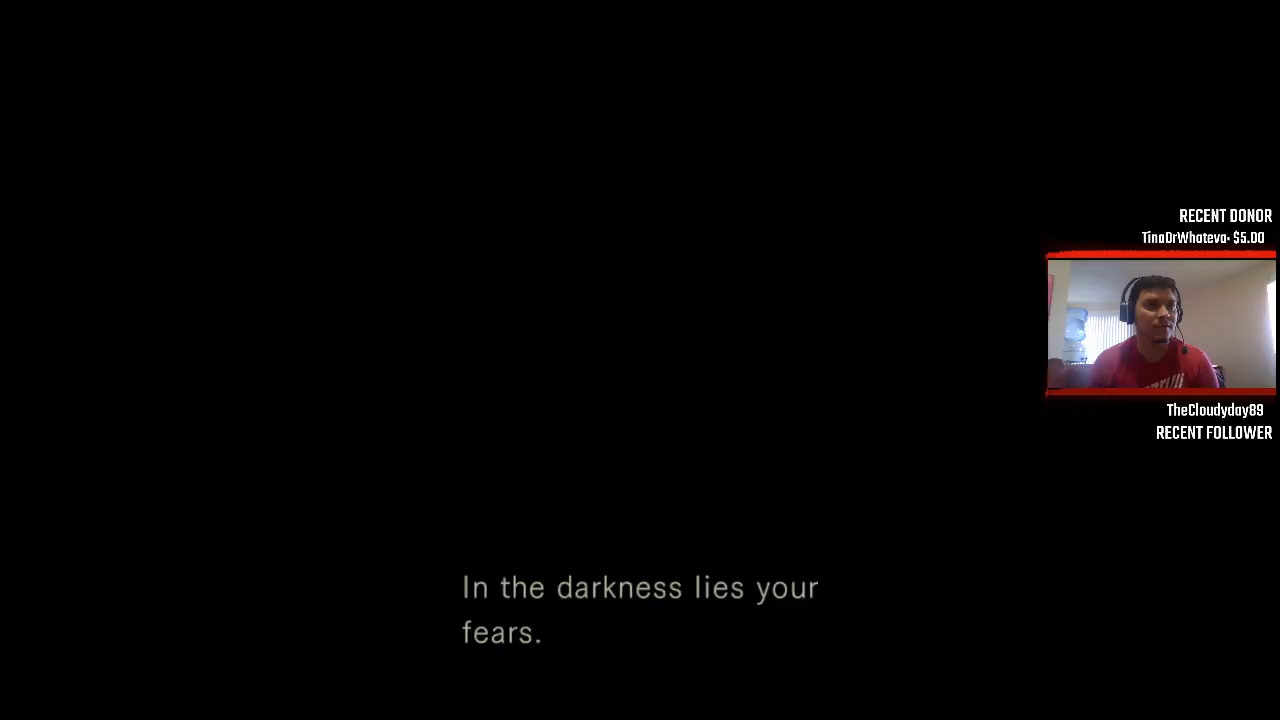 RECENT DONOR
TinaDrWhateva- $5.00
TheCloudyday89
RECENT FOLLOWER
In the darkness lies your
fears.